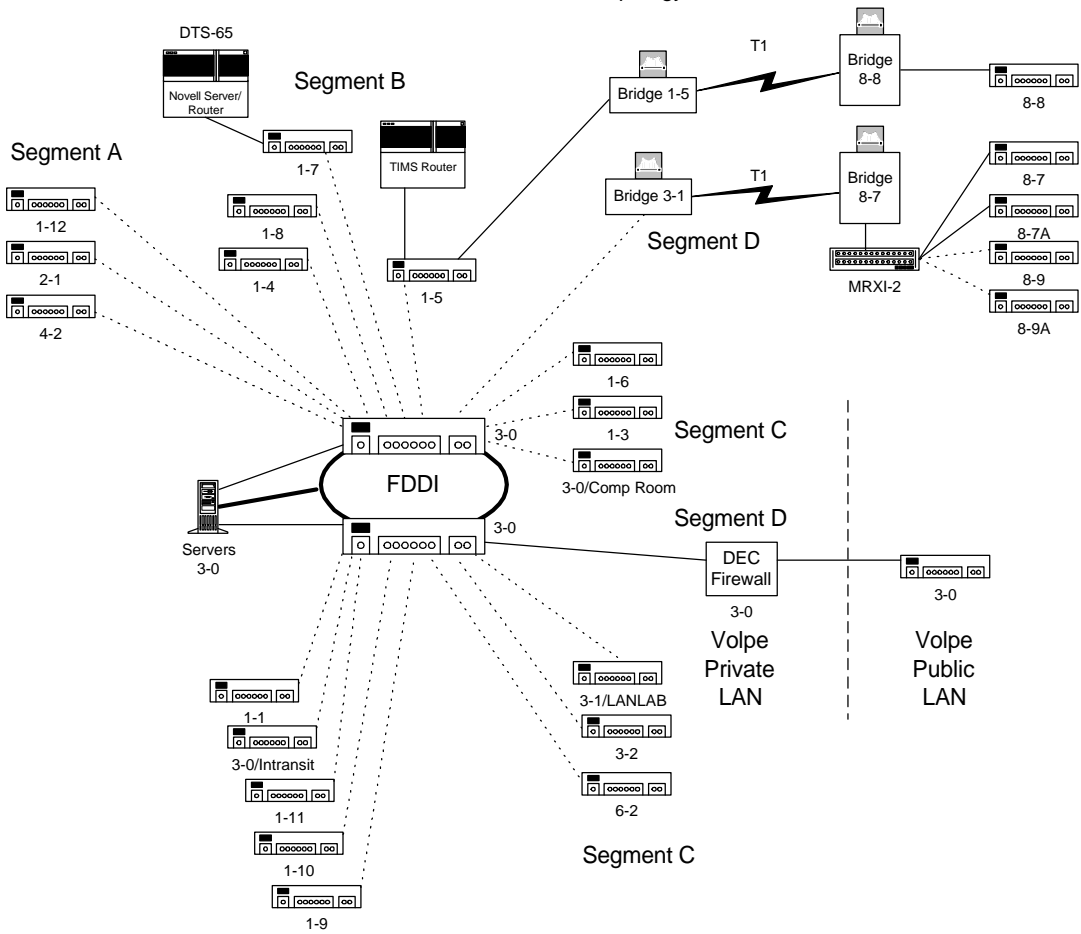 DTS-65
Novell Server/
Router
Segment B
1-7
TIMS Router
Segment A
1-12
2-1
4-2
1-8
1-4
1-5
Bridge 1-5
T1
Bridge
8-8
8-8
Bridge 3-1
T1
Bridge
8-7
Segment D
MRXI-2
8-7
8-7A
8-9
8-9A
1-6
1-3
Segment C
3-0/Comp Room
3-0
FDDI
3-0
Servers
3-0
Segment D
DEC
Firewall
3-0
Volpe
Private
LAN
3-0
Volpe
Public
LAN
1-1
3-0/Intransit
1-11
1-10
1-9
3-1/LANLAB
3-2
6-2
Segment C